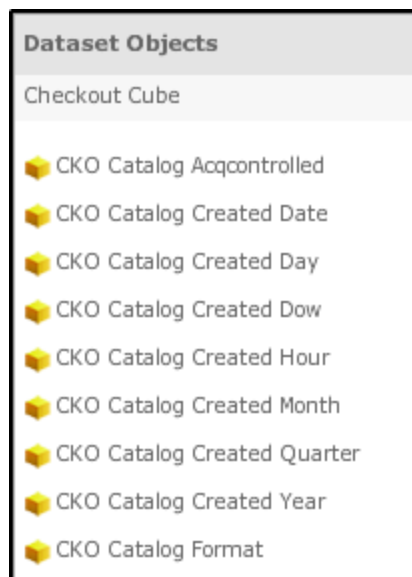 Dataset Objects
Checkout Cube
CKO Catalog Acqcontrolled
CKO Catalog Created Date
CKO Catalog Created Day
CKO Catalog Created Dow
CKO Catalog Created Hour
CKO Catalog Created Month
CKO Catalog Created Quarter
CKO Catalog Created Year
CKO Catalog Format